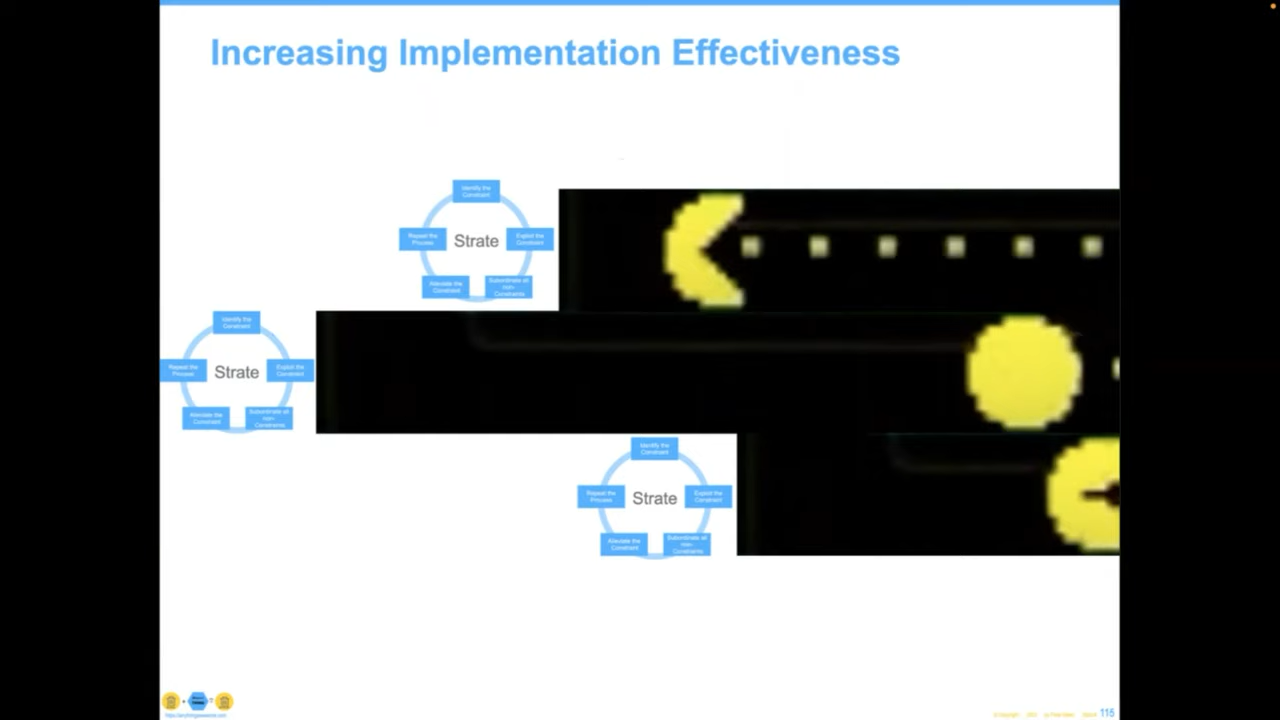 Increasing Implementation Effectiveness
Identify the
Constraint
Repeat the
Process
Strate
Exploit the
Constraint
Alleviate the
Constraint
Subordinate all
non-
Constraints
Identify the
Constraint
Repeat the
Process
Strate
Exploit the
Constraint
Alleviate the
Constraint
Subordinate all
non-
Constraints
Identify the
Constraint
Repeat the
Process
Strate
Exploit the
Constraint
Alleviate the
Constraint
Subordinate all
non-
Constraints
115